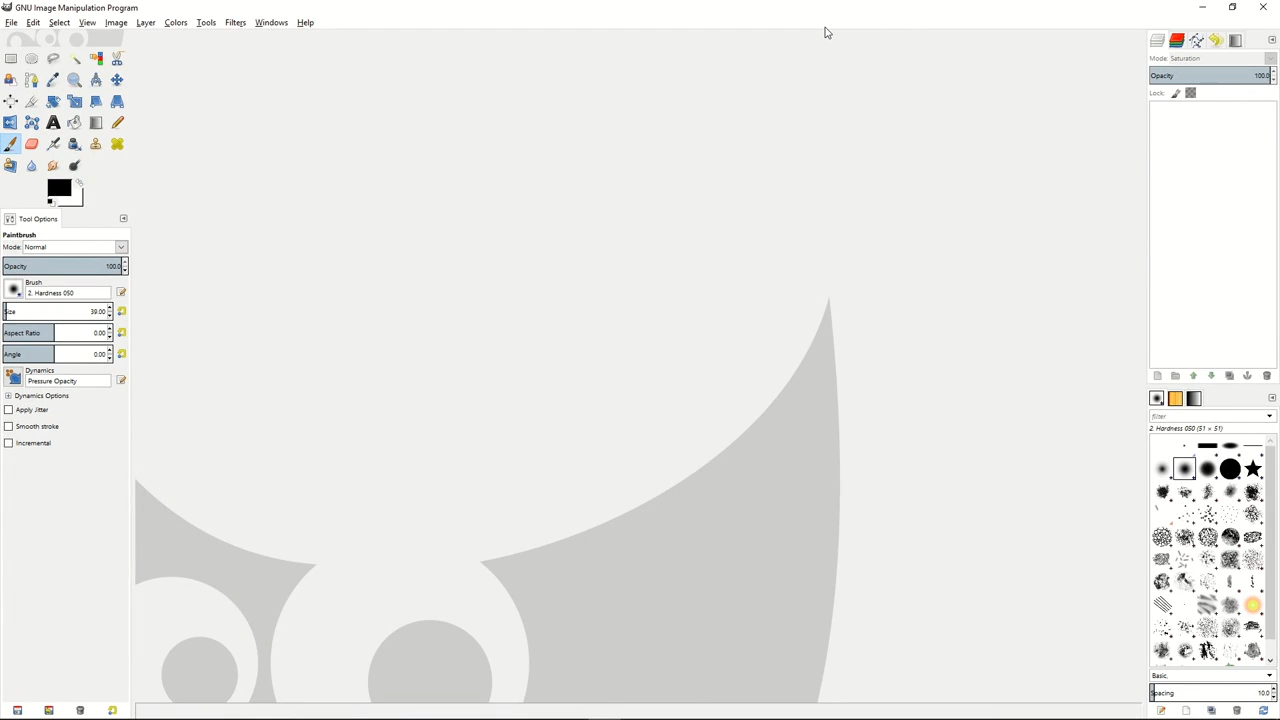 GNU Image Manipulation Program
File Edit Select View Image Layer Colors Tools Filters Windows Help
Tool Options
Paintbrush
Mode: Normal
Opacity 100.0
Brush
2. Hardness 050
Size 39.00
Aspect Ratio 0.00
Angle 0.00
Dynamics
Pressure Opacity
Dynamics Options
Apply Jitter
Smooth stroke
Incremental
Mode: Saturation
Opacity 100.0
Lock:
filter
2. Hardness 050 (51 × 51)
Basic,
Spacing 10.0